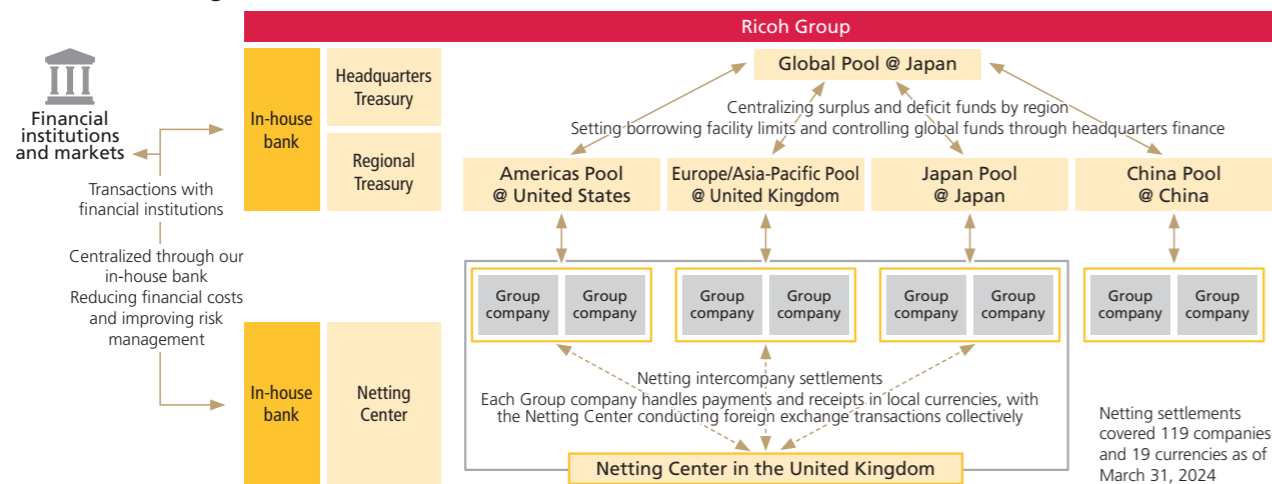 Ricoh Group
Financial
institutions
and markets
Transactions with
financial institutions
Centralized through our
in-house bank
Reducing financial costs
and improving risk
management
In-house
bank
Headquarters
Treasury
Regional
Treasury
Global Pool @ Japan
Centralizing surplus and deficit funds by region
Setting borrowing facility limits and controlling global funds through headquarters finance
Americas Pool
@ United States
Europe/Asia-Pacific Pool
@ United Kingdom
Japan Pool
@ Japan
China Pool
@ China
Group
company
Group
company
Group
company
Group
company
Group
company
Group
company
Group
company
Group
company
In-house
bank
Netting
Center
Netting intercompany settlements
Each Group company handles payments and receipts in local currencies, with
the Netting Center conducting foreign exchange transactions collectively
Netting Center in the United Kingdom
Netting settlements
covered 119 companies
and 19 currencies as of
March 31, 2024